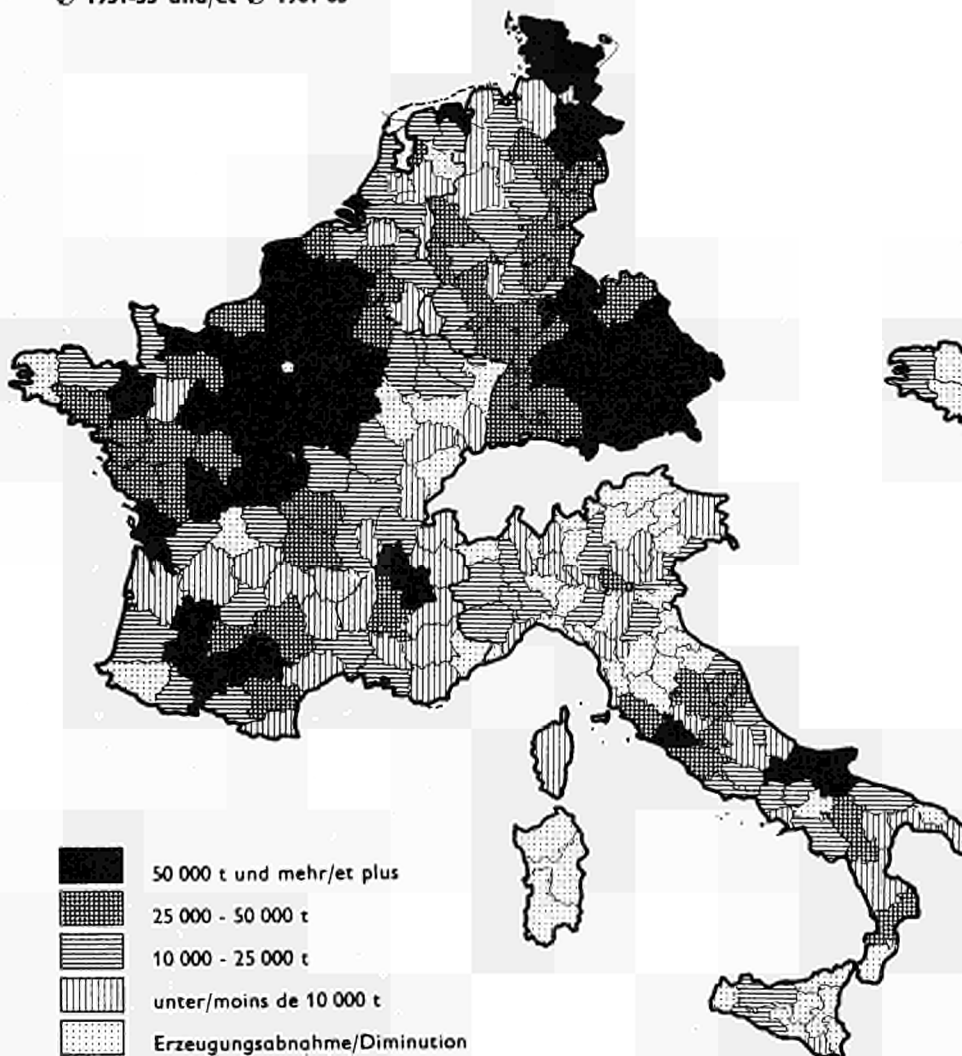 50 000 t und mehr/et plus
25 000 - 50 000 t
10 000 - 25 000 t
unter/moins de 10 000 t
Erzeugungsabnahme/Diminution